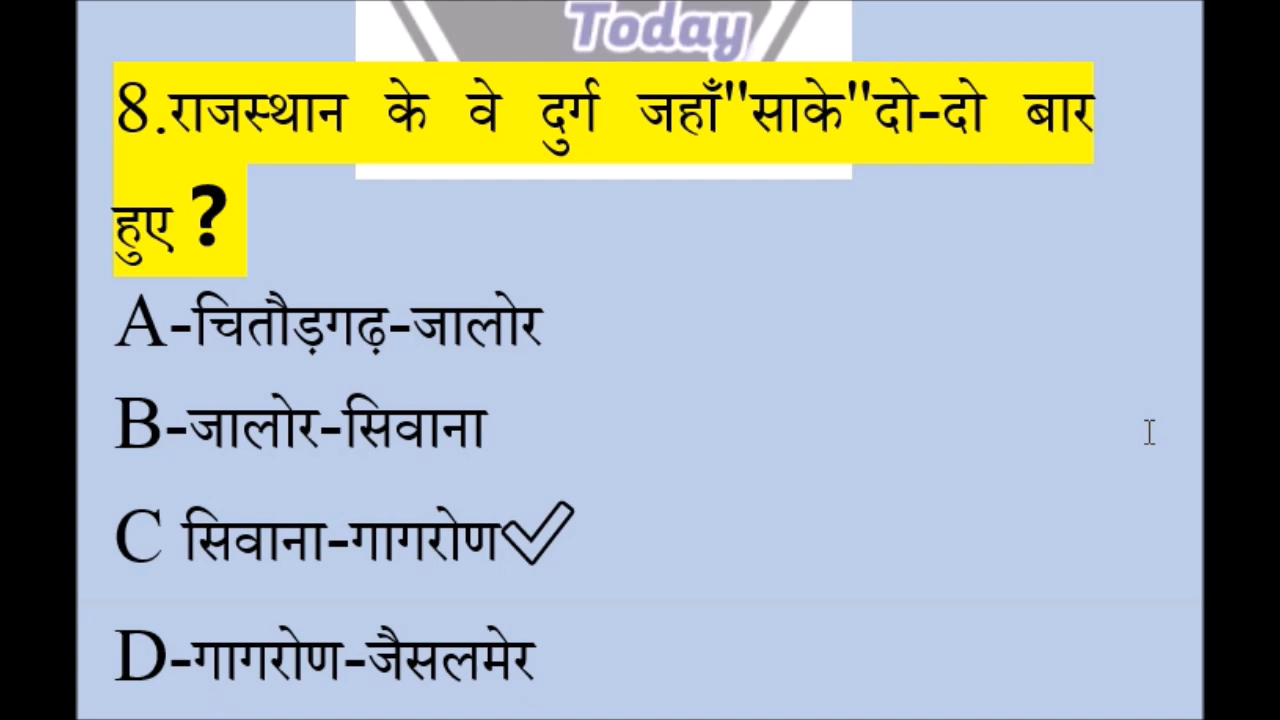 Today
8.राजस्थान के वे दुर्ग जहाँ"साके"दो-दो बार
हुए ?
A-चितौड़गढ़-जालोर
B-जालोर-सिवाना
C सिवाना-गागरोण✓
D-गागरोण-जैसलमेर